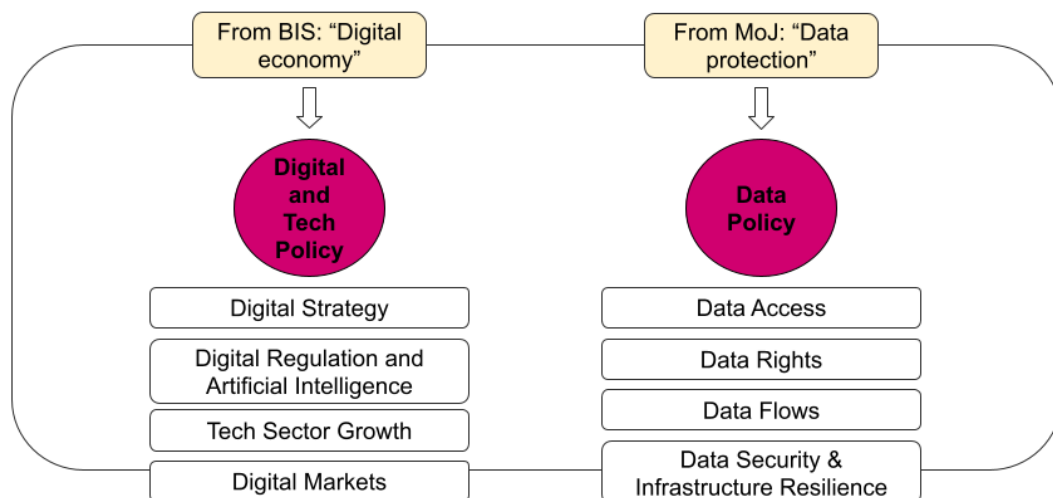 From BIS: “Digital
economy”
From MoJ: “Data
protection”
Digital
and
Tech
Policy
Data
Policy
Digital Strategy
Digital Regulation and
Artificial Intelligence
Tech Sector Growth
Digital Markets
Data Access
Data Rights
Data Flows
Data Security &
Infrastructure Resilience